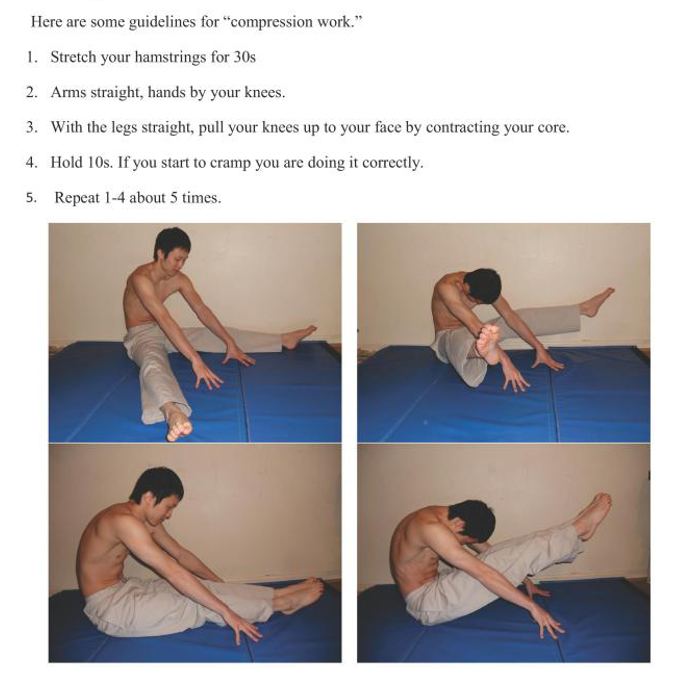 Here are some guidelines for “compression work.”
1. Stretch your hamstrings for 30s
2. Arms straight, hands by your knees.
3. With the legs straight, pull your knees up to your face by contracting your core.
4. Hold 10s. If you start to cramp you are doing it correctly.
5. Repeat 1-4 about 5 times.